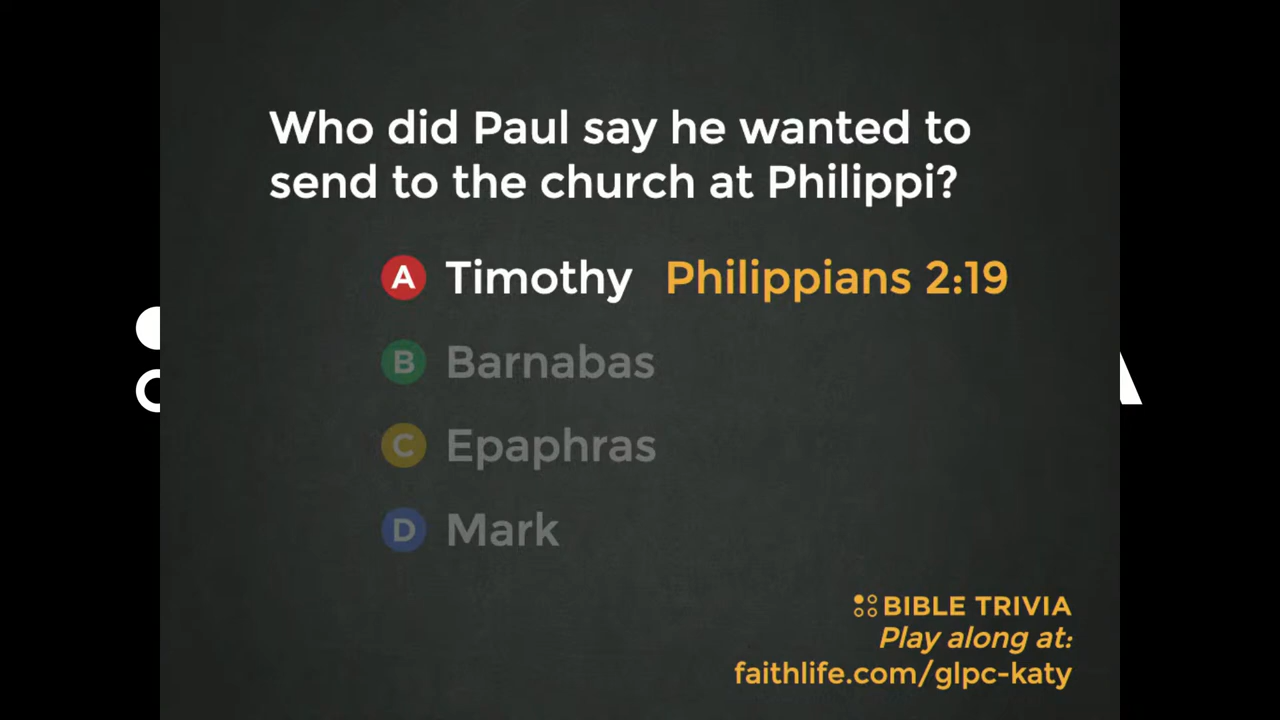 Who did Paul say he wanted to
send to the church at Philippi?
A Timothy Philippians 2:19
B Barnabas
C Epaphras
D Mark
BIBLE TRIVIA
Play along at:
faithlife.com/glpc-katy